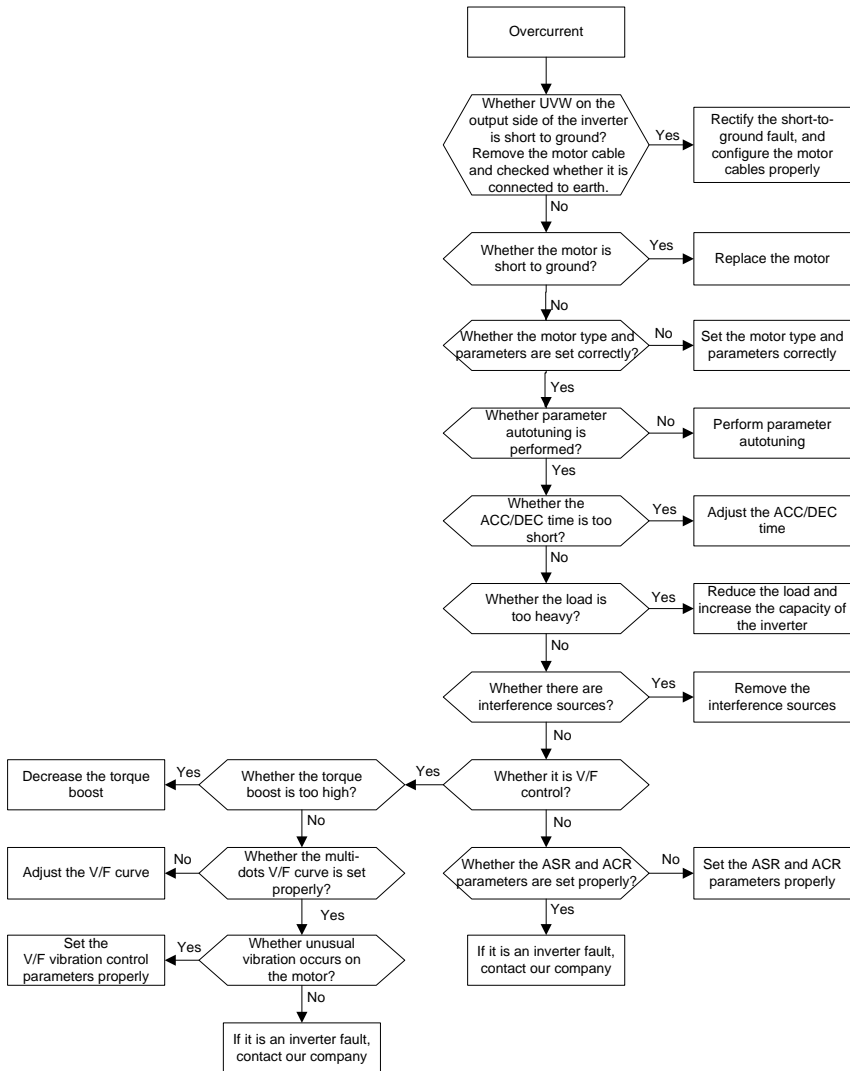 Overcurrent
Whether UVW on the
output side of the inverter
is short to ground?
Remove the motor cable
and checked whether it is
connected to earth.
Yes
Rectify the short-to-
ground fault, and
configure the motor
cables properly
No
Whether the motor is
short to ground?
Yes
Replace the motor
No
Whether the motor type and
parameters are set correctly?
No
Set the motor type and
parameters correctly
Yes
Whether parameter
autotuning is
performed?
No
Perform parameter
autotuning
Yes
Whether the
ACC/DEC time is too
short?
Yes
Adjust the ACC/DEC
time
No
Whether the load is
too heavy?
Yes
Reduce the load and
increase the capacity of
the inverter
No
Whether there are
interference sources?
Yes
Remove the
interference sources
No
Whether it is V/F
control?
Yes
Whether the torque
boost is too high?
Yes
Decrease the torque
boost
No
No
Whether the multi-
dots V/F curve is set
properly?
No
Adjust the V/F curve
Whether the ASR and ACR
parameters are set properly?
No
Set the ASR and ACR
parameters properly
Yes
Yes
Whether unusual
vibration occurs on
the motor?
Yes
Set the
V/F vibration control
parameters properly
If it is an inverter fault,
contact our company
No
If it is an inverter fault,
contact our company